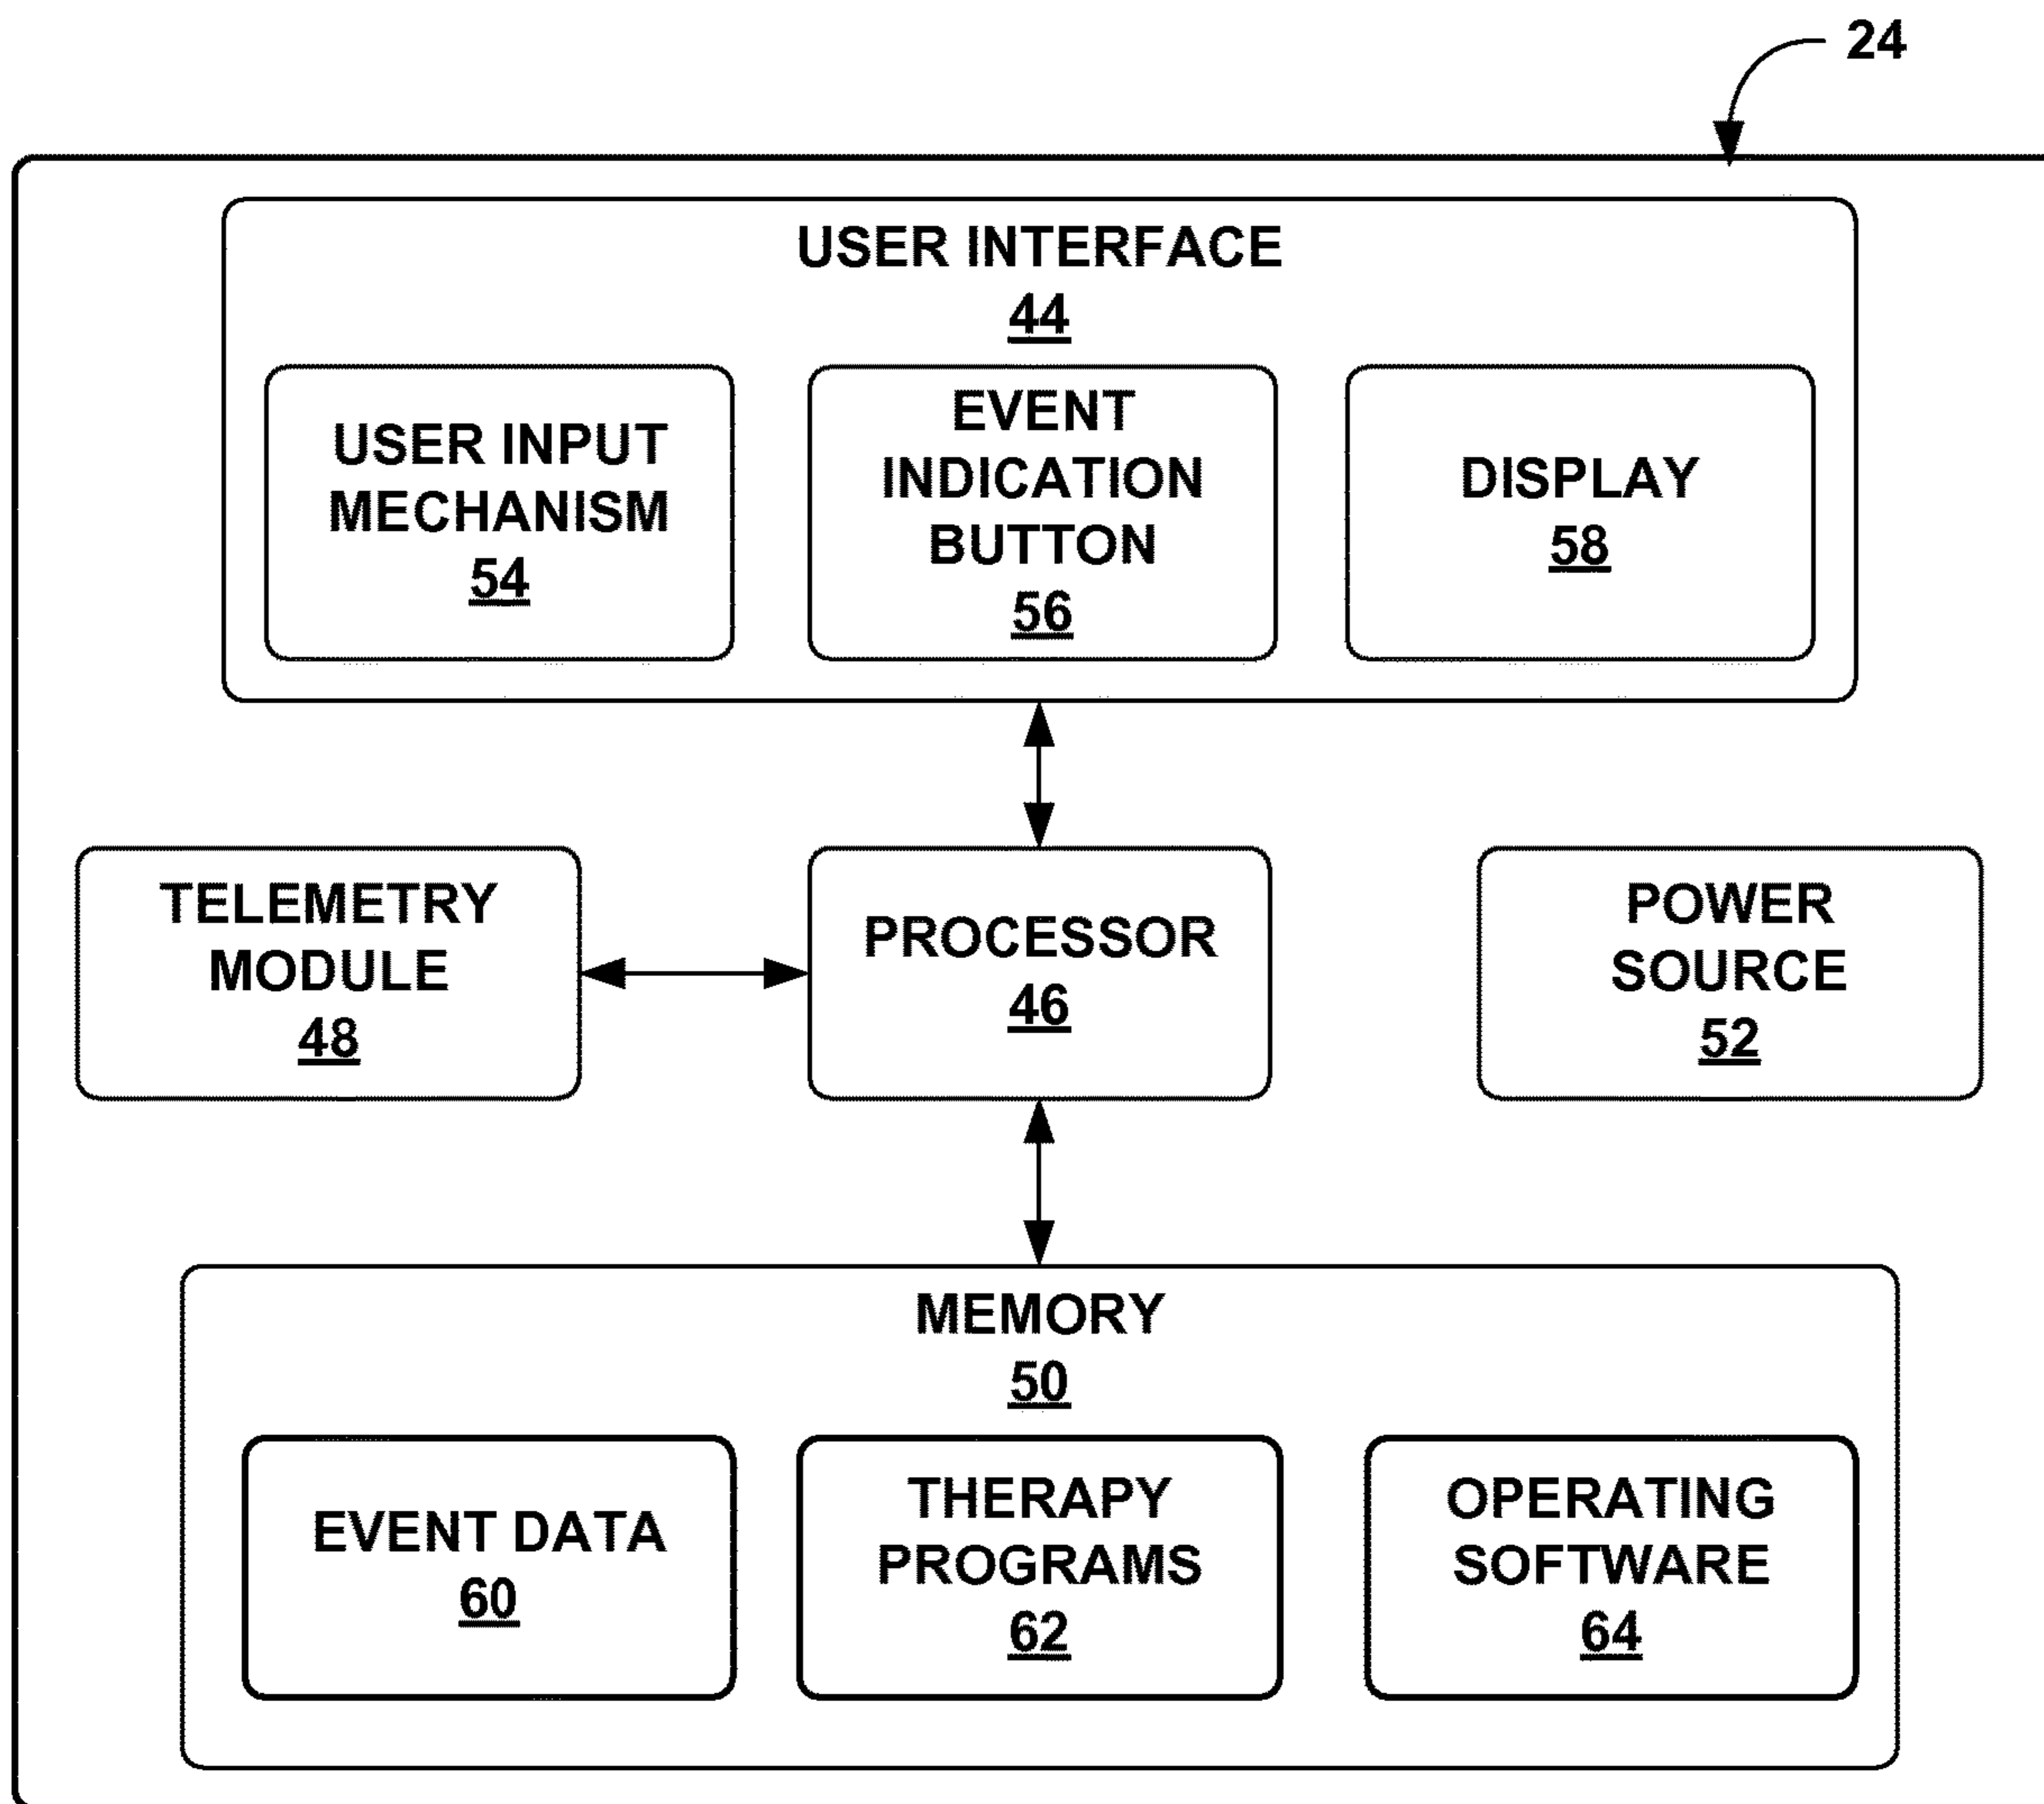 24
USER INTERFACE
44
USER INPUT
MECHANISM
54
EVENT
INDICATION
BUTTON
56
DISPLAY
58
TELEMETRY
MODULE
48
PROCESSOR
46
POWER
SOURCE
52
MEMORY
50
EVENT DATA
60
THERAPY
PROGRAMS
62
OPERATING
SOFTWARE
64